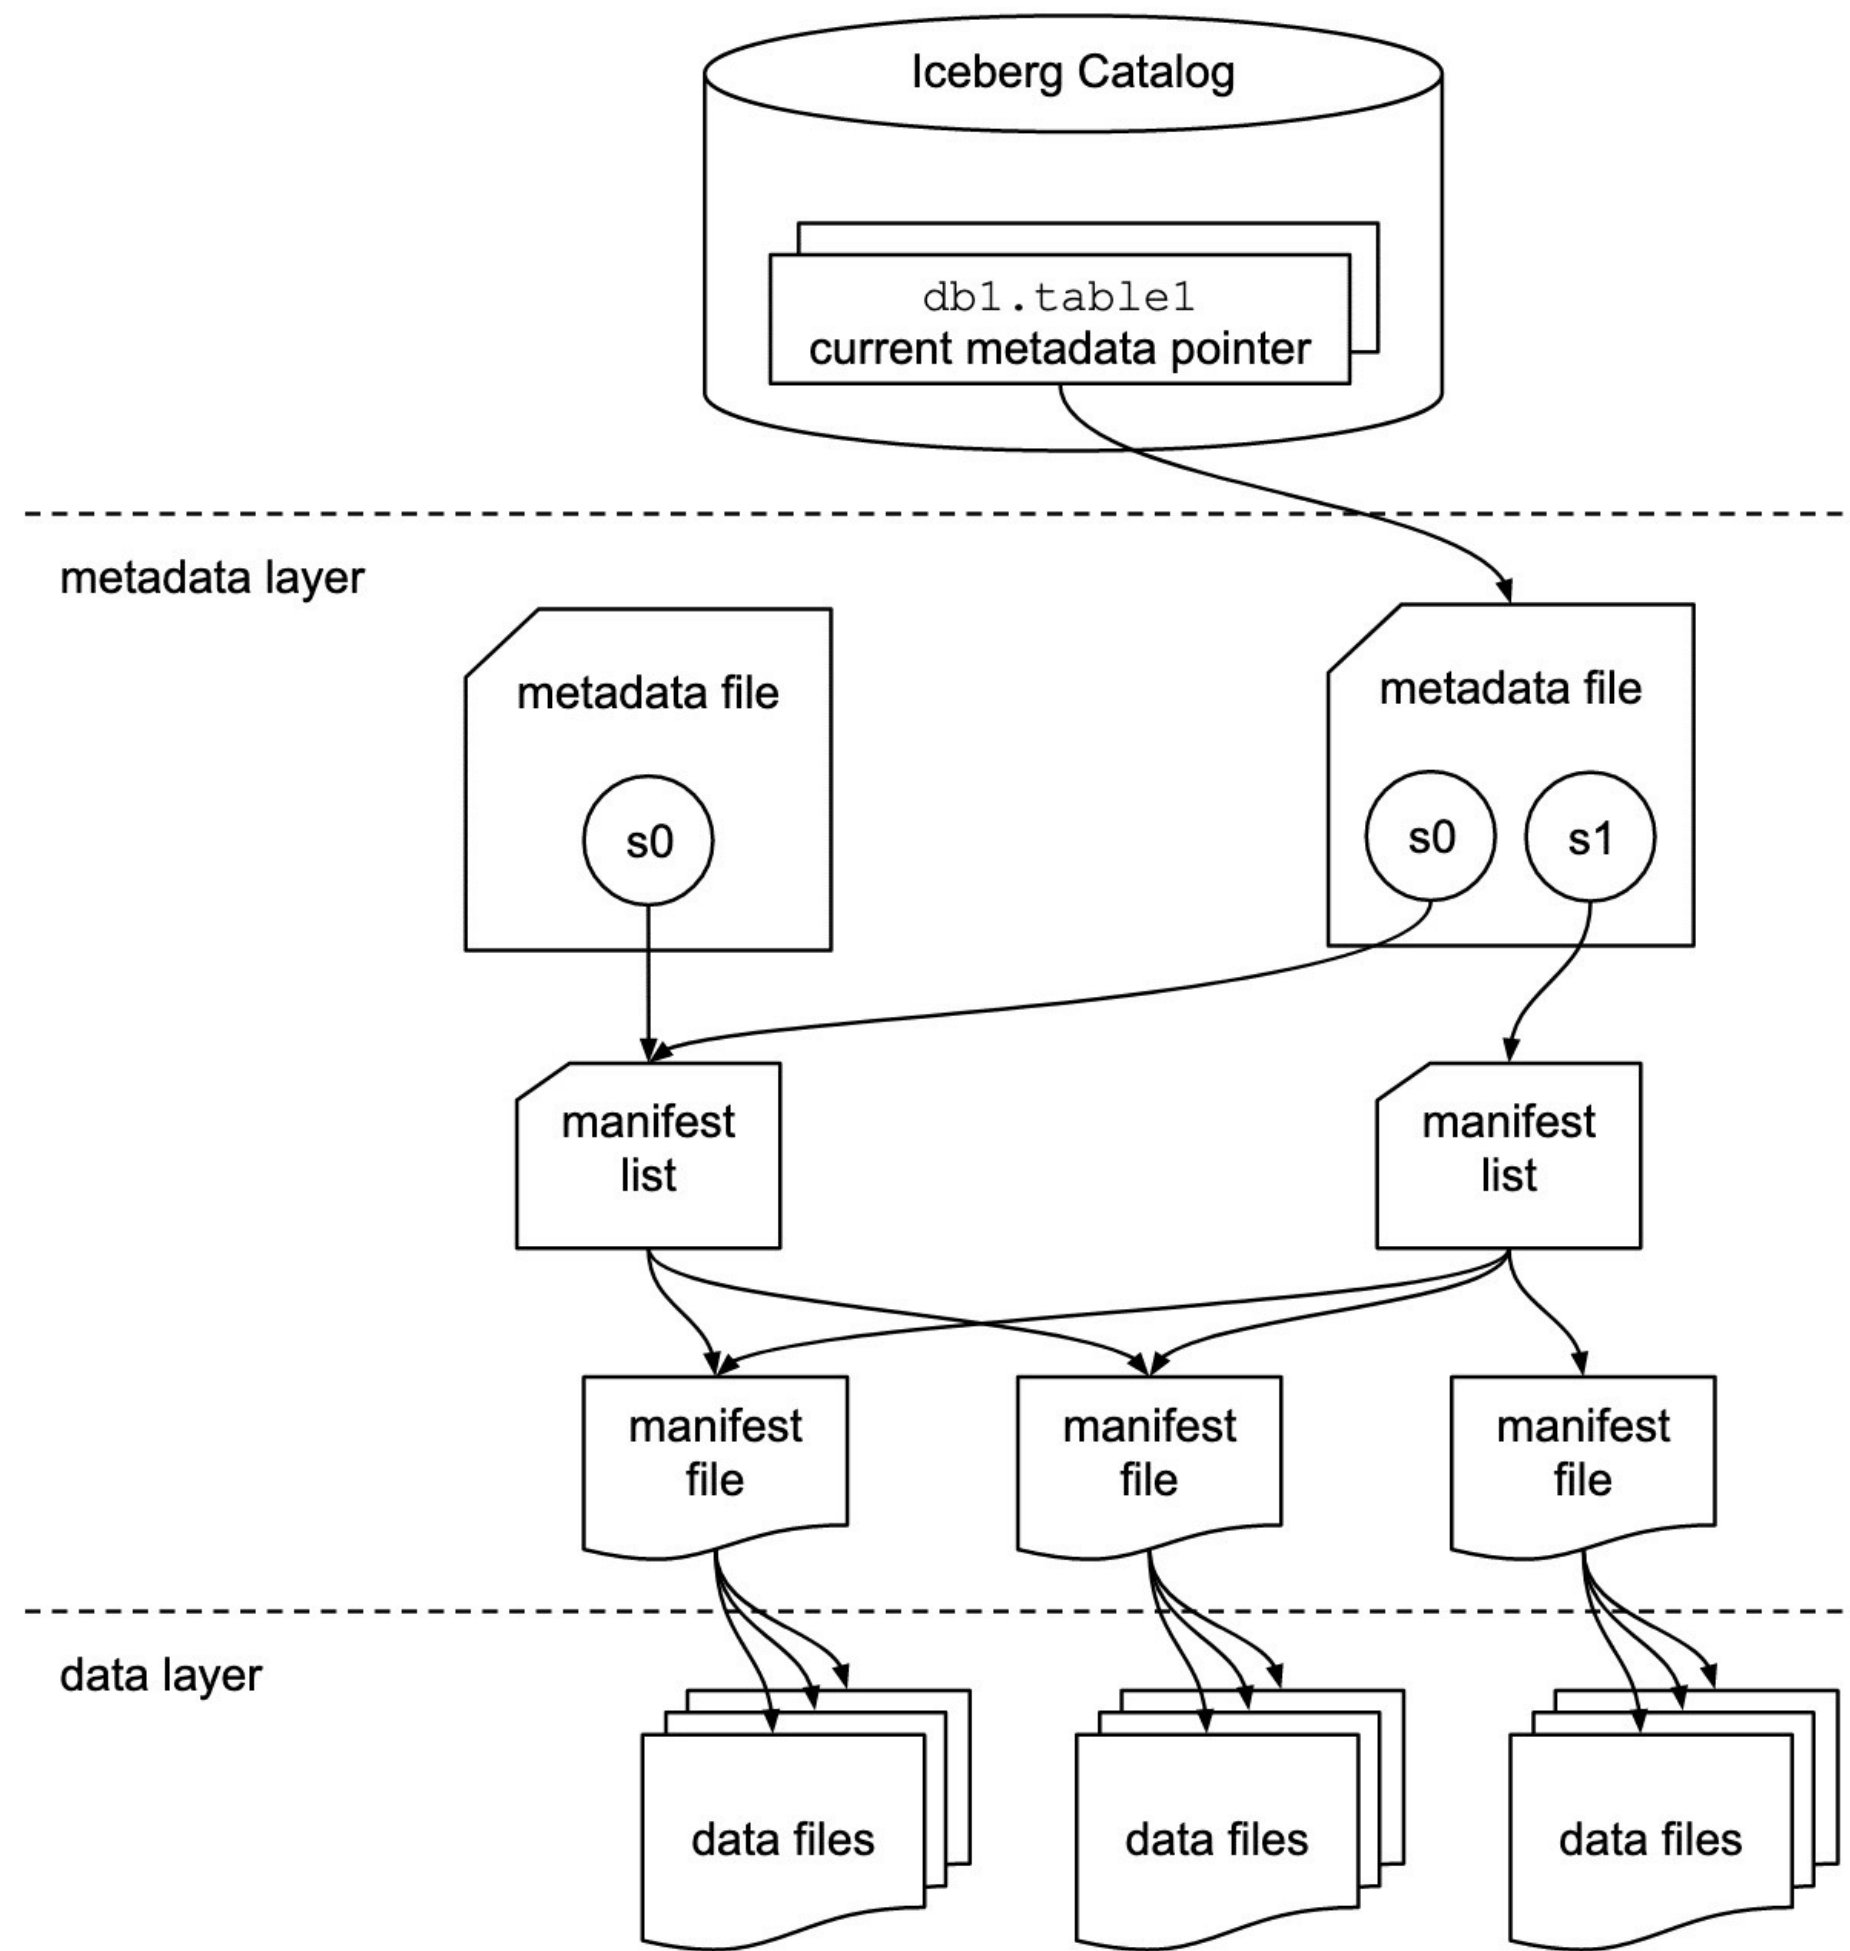 Iceberg Catalog
db1.table1
current metadata pointer
metadata layer
metadata file
s0
metadata file
s0
s1
manifest
list
manifest
list
manifest
file
manifest
file
manifest
file
data layer
data files
data files
data files